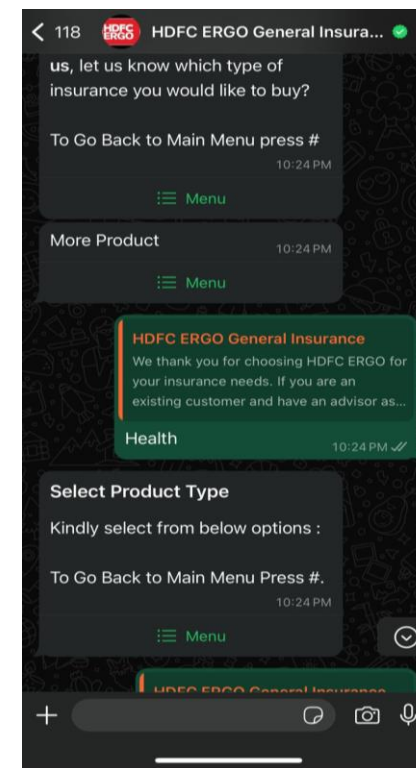 118 HDFC ERGO HDFC ERGO General Insura...
us, let us know which type of
insurance you would like to buy?
To Go Back to Main Menu press #
10:24 PM
Menu
More Product
10:24 PM
Menu
HDFC ERGO General Insurance
We thank you for choosing HDFC ERGO for
your insurance needs. If you are an
existing customer and have an advisor as...
Health
10:24 PM
Select Product Type
Kindly select from below options :
To Go Back to Main Menu Press #.
10:24 PM
Menu
HDFC ERGO General Insurance